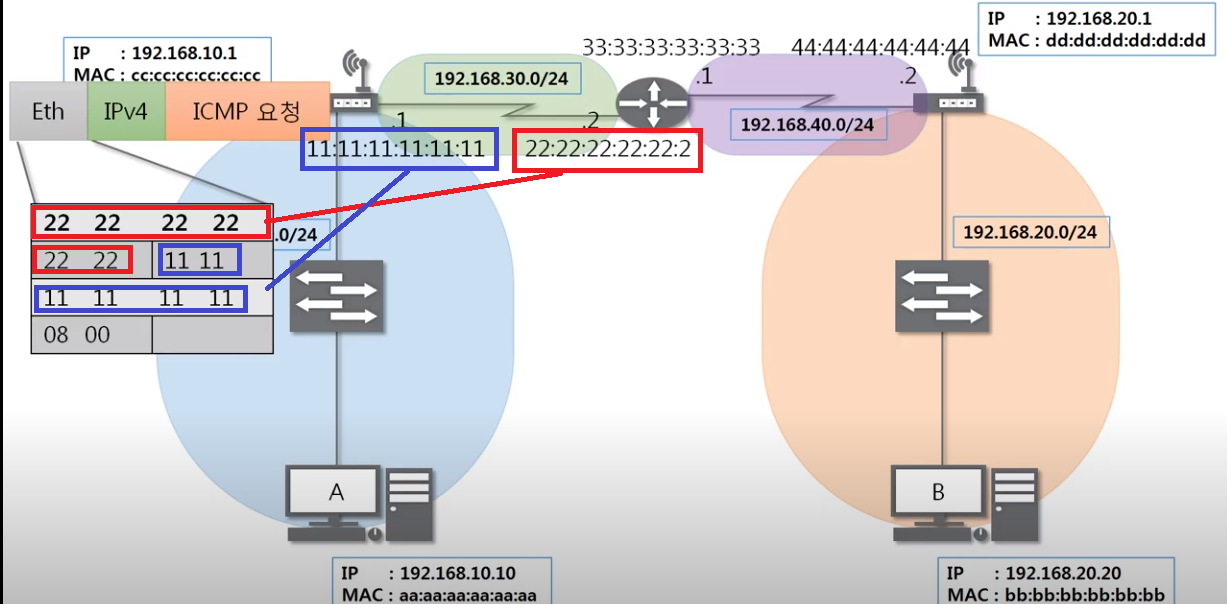 IP : 192.168.10.1
MAC : cc:cc:cc:cc:cc:cc
Eth
IPv4
ICMP 요청
192.168.30.0/24
.1
.2
11:11:11:11:11:11
22:22:22:22:22:2
33:33:33:33:33:33
44:44:44:44:44:44
.1
.2
192.168.40.0/24
IP : 192.168.20.1
MAC : dd:dd:dd:dd:dd:dd
22 22 22 22
22 22 11 11
11 11 11 11
08 00
.0/24
192.168.20.0/24
A
B
IP : 192.168.10.10
MAC : aa:aa:aa:aa:aa:aa
IP : 192.168.20.20
MAC : bb:bb:bb:bb:bb:bb